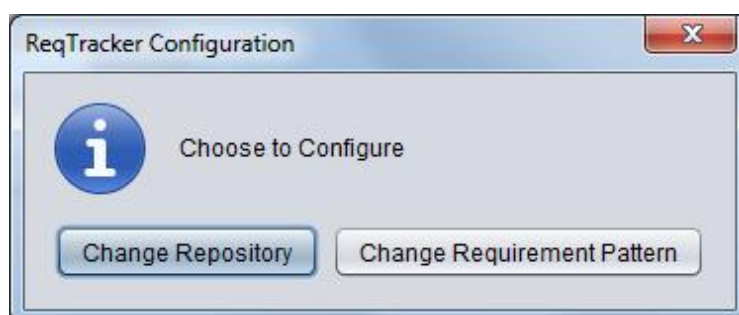 ReqTracker Configuration
Choose to Configure
Change Repository
Change Requirement Pattern